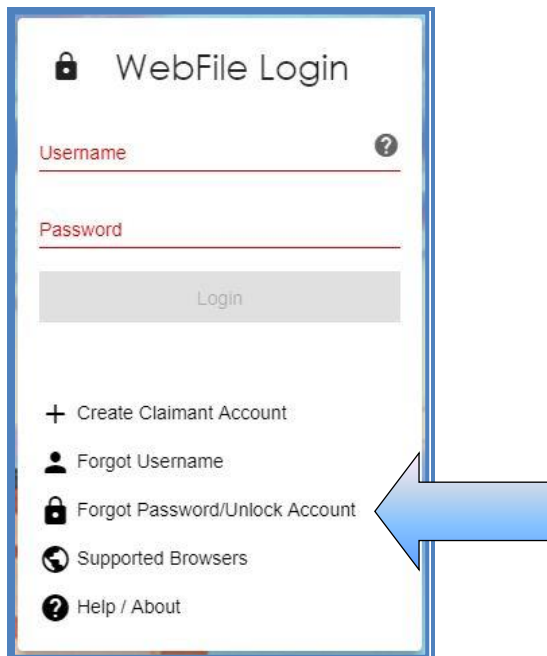 WebFile Login
Username
Password
Login
Create Claimant Account
Forgot Username
Forgot Password/Unlock Account
Supported Browsers
Help / About